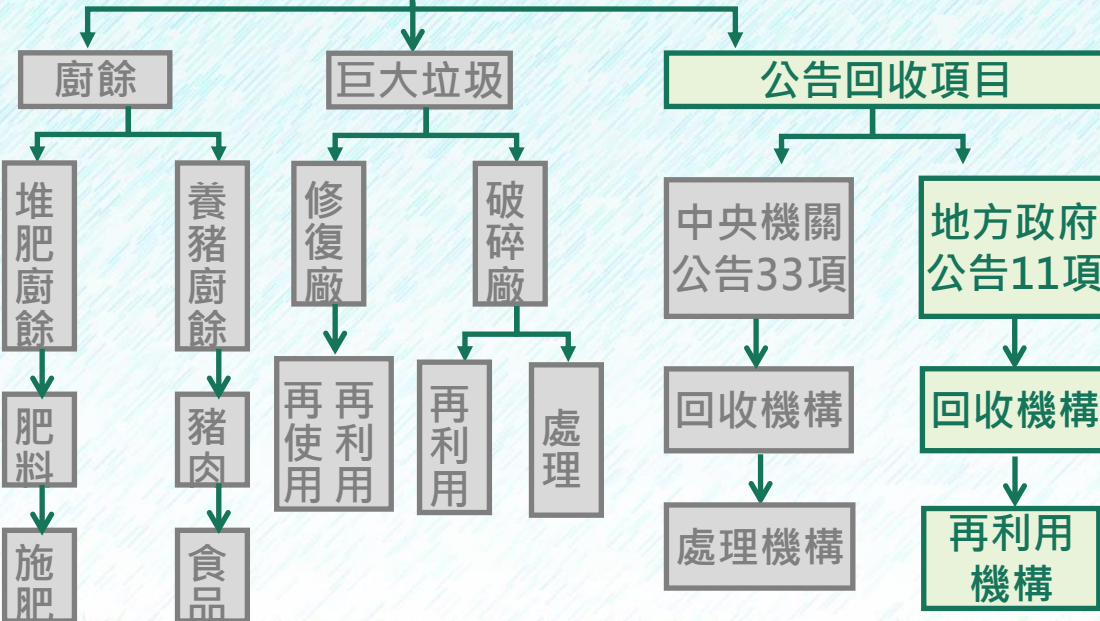 廚餘
巨大垃圾
公告回收項目
堆肥廚餘
養豬廚餘
修復廠
破碎廠
中央機關
公告33項
地方政府
公告11項
肥料
豬肉
再使用
再利用
再利用
處理
回收機構
回收機構
施肥
食品
處理機構
再利用
機構